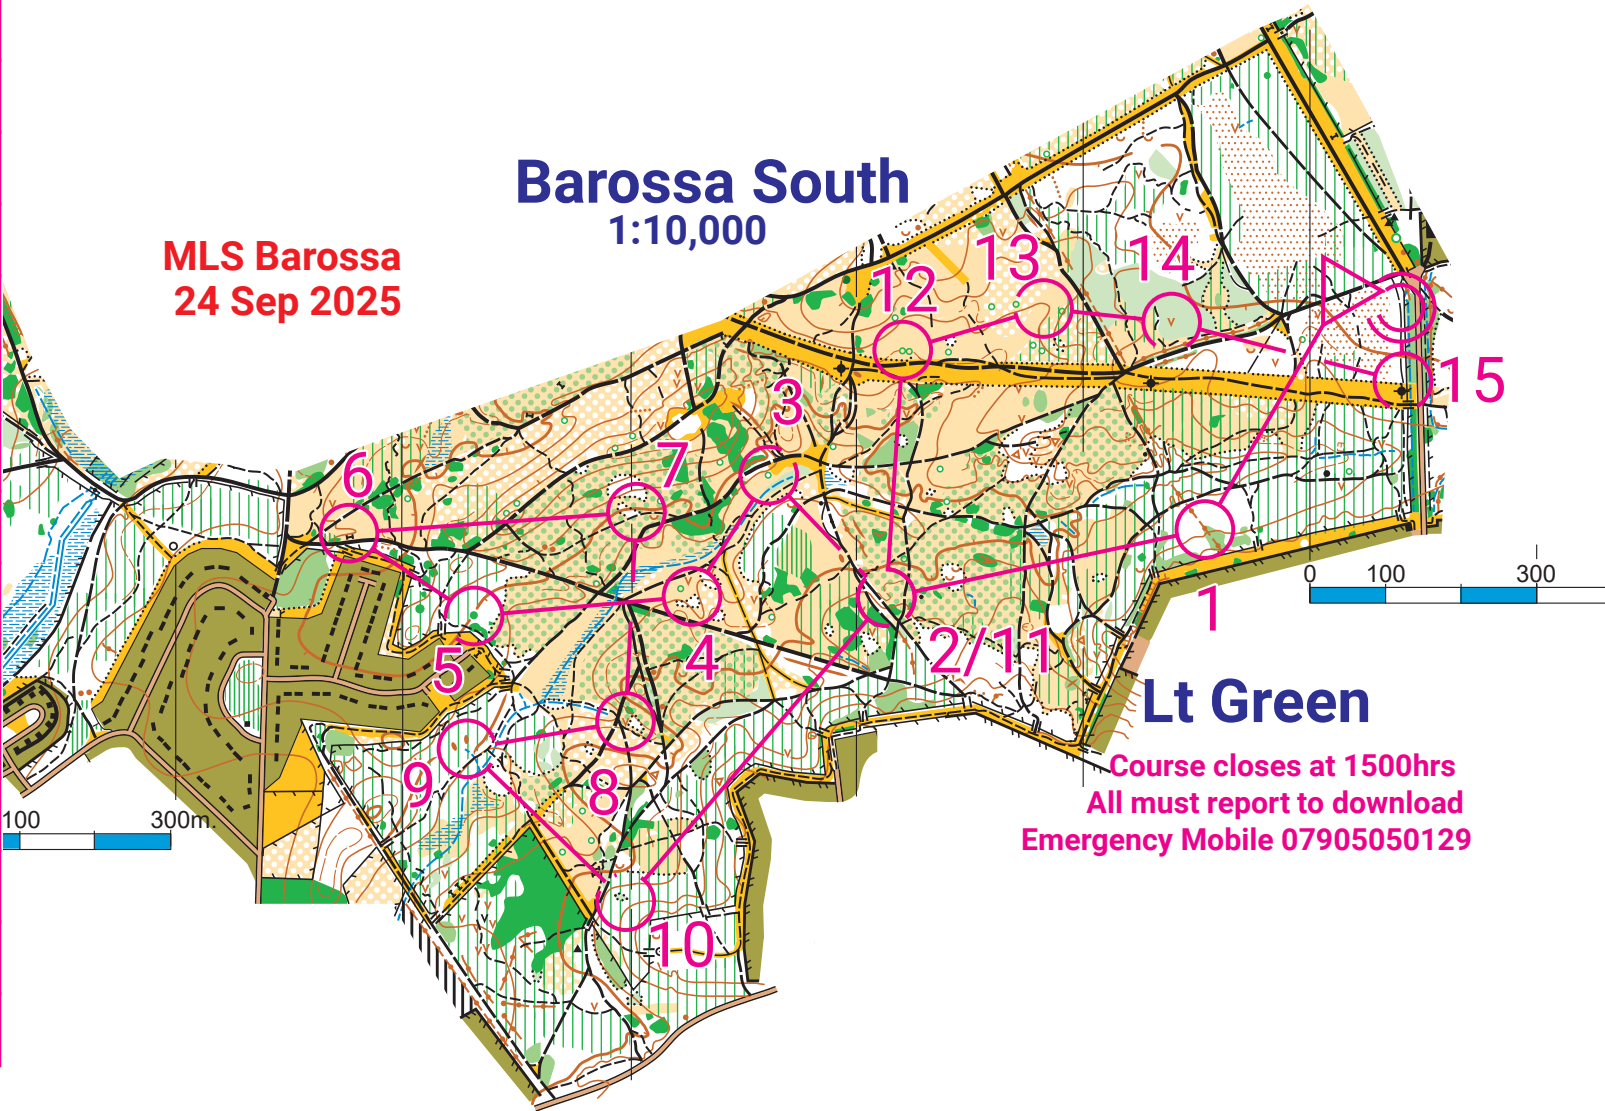 Barossa South
1:10,000
MLS Barossa
24 Sep 2025
12
13
14
3
15
7
6
0 100 300
1
2/11
4
5
Lt Green
Course closes at 1500hrs
All must report to download
Emergency Mobile 07905050129
9
8
100 300m.
10